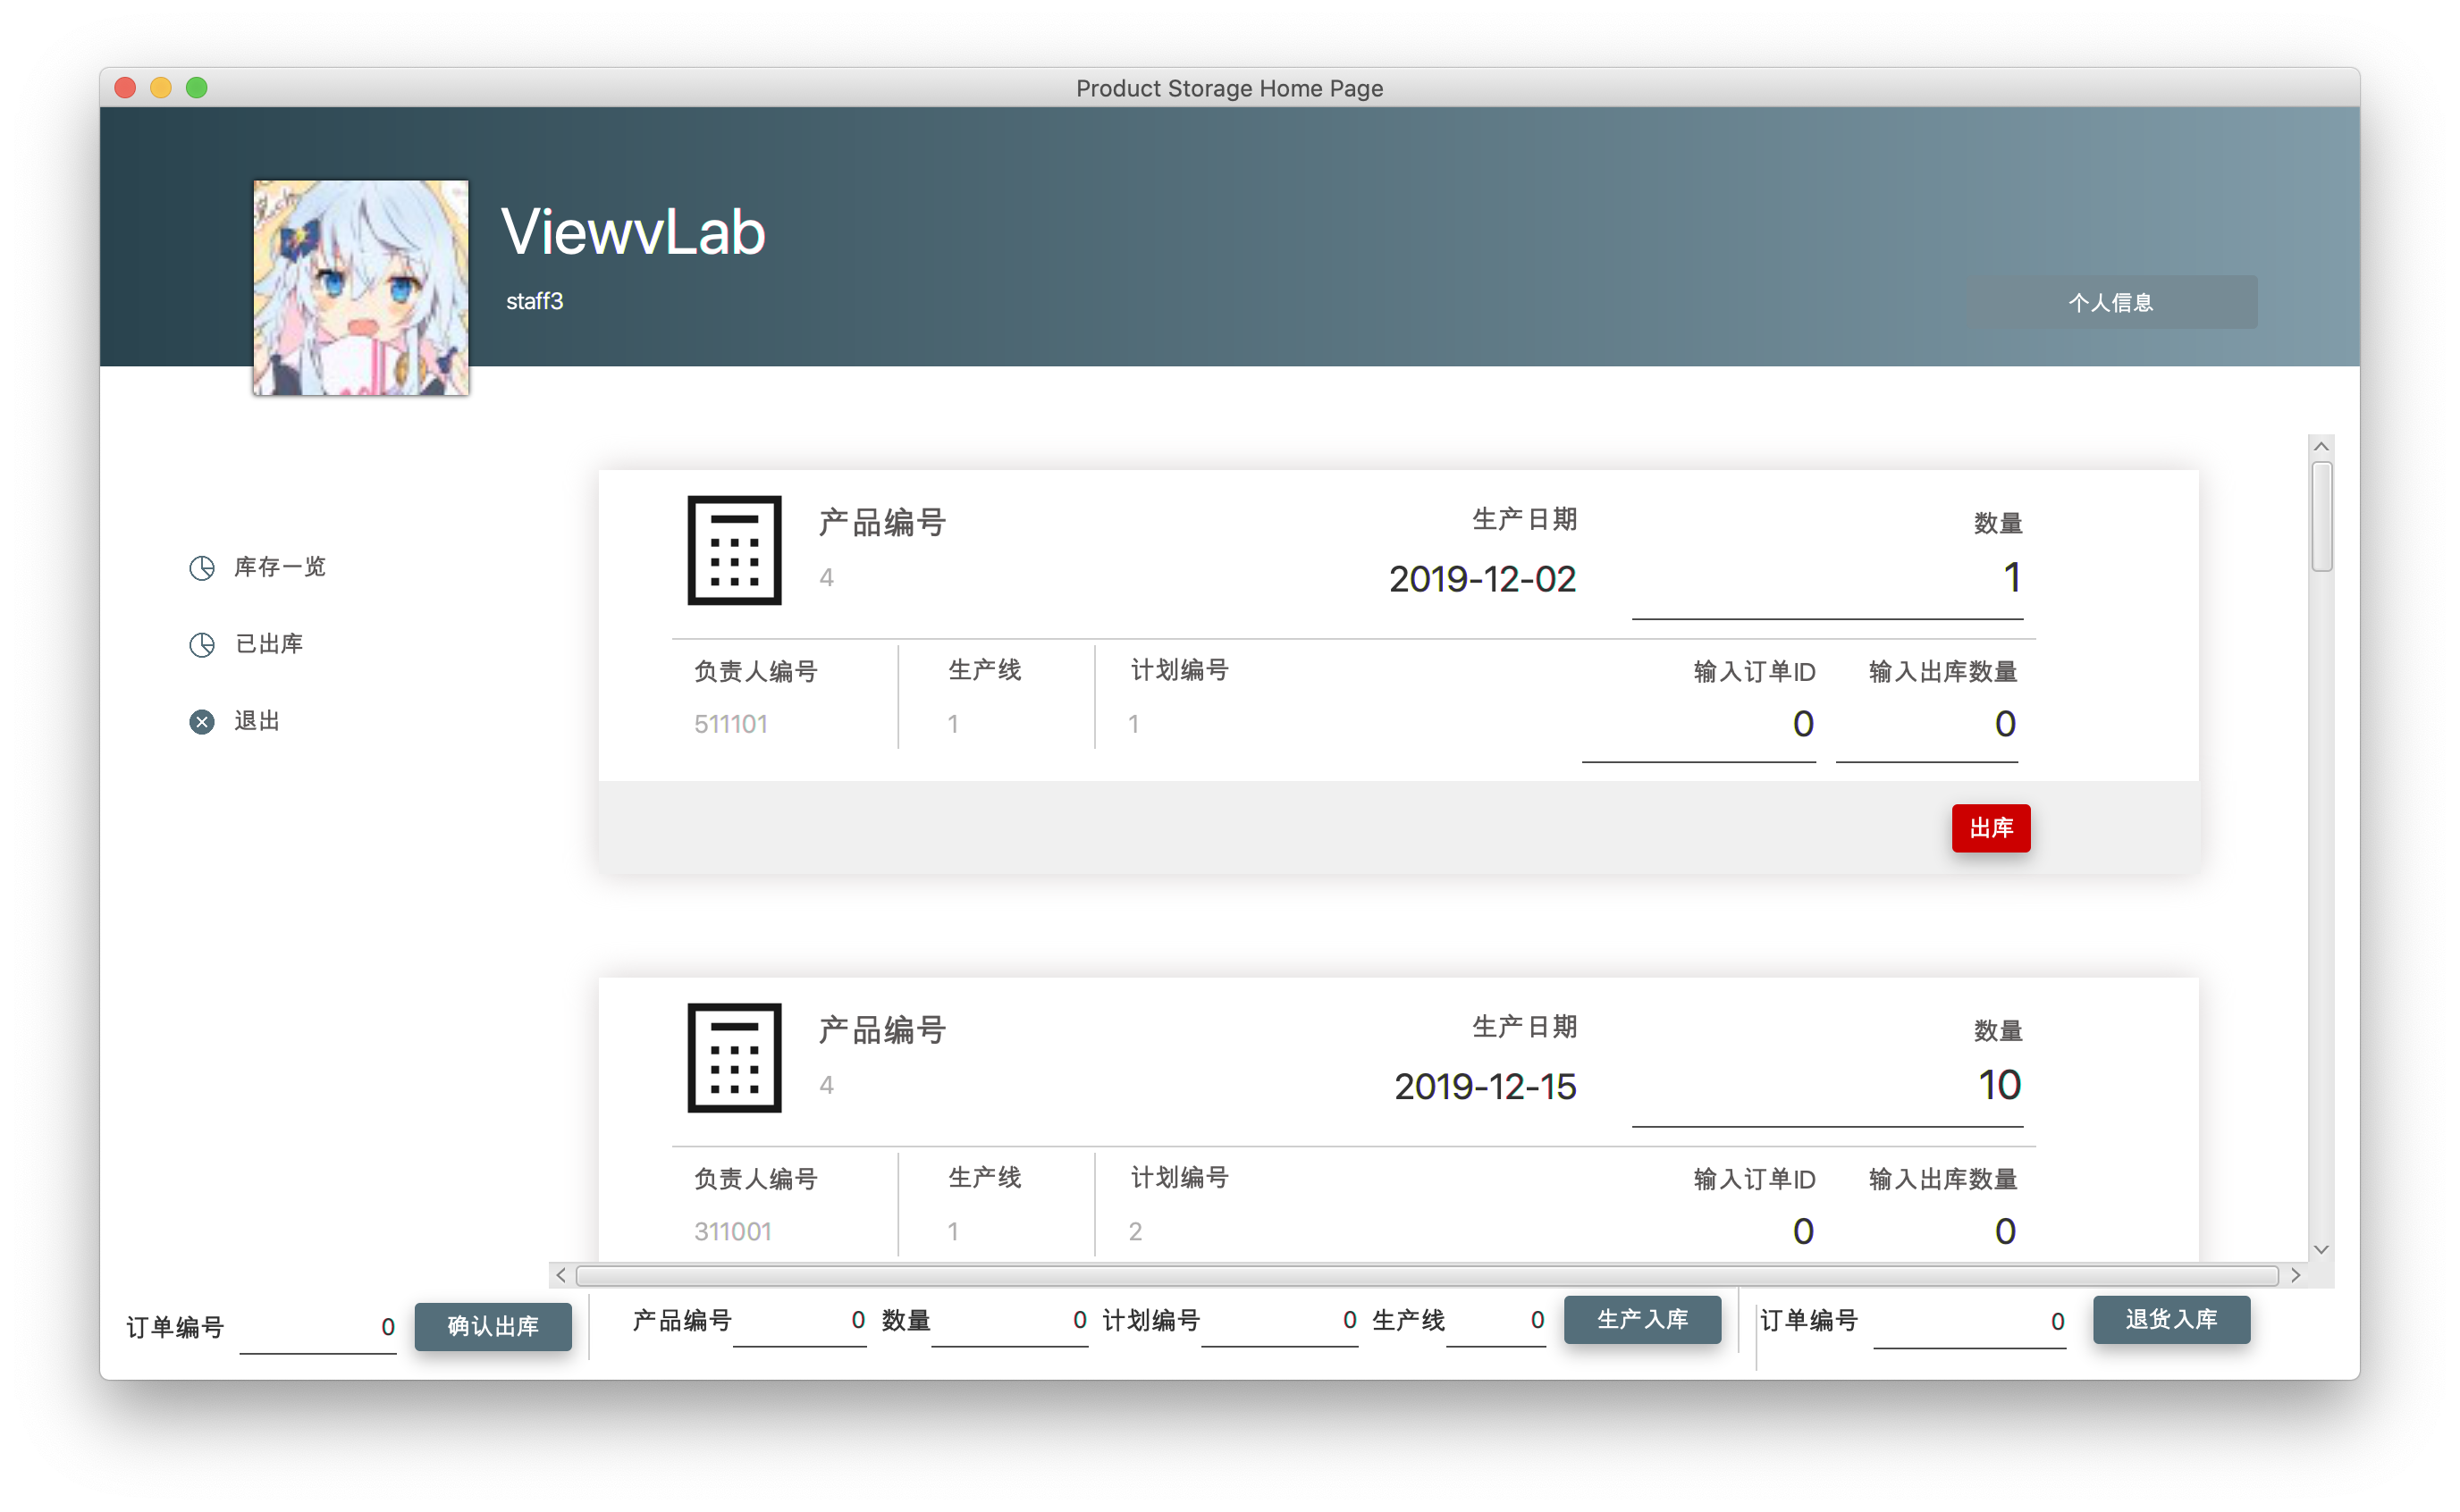 Product Storage Home Page
ViewvLab
staff3
个人信息
库存一览
已出库
退出
产品编号 生产日期 数量
4 2019-12-02 1
负责人编号 生产线 计划编号 输入订单ID 输入出库数量
511101 1 1 0 0
出库
产品编号 生产日期 数量
4 2019-12-15 10
负责人编号 生产线 计划编号 输入订单ID 输入出库数量
311001 1 2 0 0
订单编号 0 确认出库 产品编号 0 数量 0 计划编号 0 生产线 0 生产入库 订单编号 0 退货入库